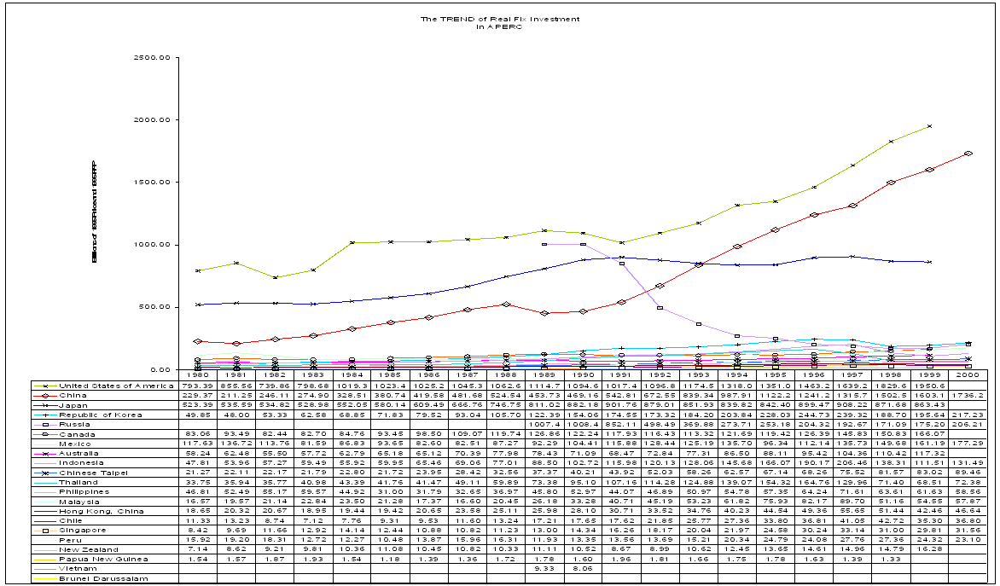 The TREND of Real Fix Investment
in APERC
2500.00
2000.00
1500.00
1000.00
500.00
0.00
1980 1981 1982 1983 1984 1985 1986 1987 1988 1989 1990 1991 1992 1993 1994 1995 1996 1997 1998 1999 2000
United States of America 793.39 855.56 739.86 798.68 1019.3 1023.4 1025.2 1045.3 1062.6 1114.7 1094.6 1017.4 1096.8 1174.5 1318.0 1351.0 1463.2 1639.2 1829.6 1950.6
China 229.37 211.25 246.11 274.90 328.51 380.74 419.58 481.68 524.54 453.73 469.16 542.81 672.55 839.34 987.91 1122.2 1241.2 1315.7 1502.5 1603.1 1736.2
Japan 523.39 535.59 534.82 528.98 552.05 580.14 609.49 666.76 746.75 811.02 882.18 901.76 879.01 851.93 839.82 842.40 899.47 908.22 871.68 863.43
Republic of Korea 49.85 48.00 53.33 62.58 68.85 71.83 79.52 93.04 105.70 122.39 154.06 174.55 173.32 184.20 203.84 228.03 244.73 239.32 188.70 195.64 217.23
Russia 1007.4 1008.4 852.11 498.49 369.88 273.71 253.18 204.32 192.67 171.09 175.20 206.21
Canada 83.06 93.49 82.44 82.70 84.76 93.45 98.50 109.07 119.74 126.86 122.24 117.93 116.43 113.32 121.69 119.42 126.39 145.83 150.83 166.07
Mexico 117.63 136.72 113.76 81.59 86.83 93.65 82.60 82.51 87.27 92.29 104.41 115.88 128.44 125.19 135.70 96.34 112.14 135.73 149.68 161.19 177.29
Australia 58.24 62.48 55.50 57.72 62.79 65.18 65.12 70.39 77.98 78.43 71.09 68.47 72.84 77.31 86.50 88.11 95.42 104.36 110.42 117.32
Indonesia 47.81 53.96 57.27 59.49 55.92 59.95 65.46 69.06 77.01 88.50 102.72 115.98 120.13 128.06 145.68 166.07 190.17 206.46 138.31 111.51 131.49
Chinese Taipei 21.27 22.11 22.17 21.79 22.80 21.72 23.95 28.42 32.56 37.37 40.21 43.92 52.03 58.26 62.57 67.14 68.26 75.52 81.57 83.02 89.46
Thailand 33.75 35.94 37.77 40.98 43.39 41.76 41.47 49.11 59.89 73.38 95.10 107.16 114.28 124.88 139.07 154.32 164.76 129.96 71.40 68.51 72.38
Philippines 46.81 52.49 55.17 59.57 44.92 31.00 31.79 32.65 36.97 45.80 52.97 44.07 46.89 50.97 54.78 57.35 64.24 71.61 63.61 61.63 58.56
Malaysia 16.57 19.57 21.14 22.84 23.50 21.28 17.37 16.60 20.45 26.18 33.28 40.71 45.19 53.23 61.82 75.93 82.17 89.70 51.16 54.55 57.87
Hong Kong, China 18.65 20.32 20.67 18.95 19.44 19.42 20.65 23.58 25.11 25.98 28.10 30.71 33.52 34.76 40.23 44.54 49.36 55.65 51.44 42.46 46.64
Chile 11.33 13.23 8.74 7.12 7.76 9.31 9.53 11.60 13.24 17.21 17.65 17.62 21.85 25.77 27.36 33.80 36.81 41.05 42.72 35.30 36.80
Singapore 8.42 9.69 11.66 12.92 14.14 12.44 10.88 10.82 11.23 13.00 14.34 16.26 18.17 20.04 21.97 24.58 30.24 33.14 31.00 29.81 31.56
Peru 15.92 19.20 18.31 12.72 12.27 10.48 13.87 15.96 16.31 11.93 13.35 13.56 13.69 15.21 20.34 24.79 24.08 27.76 27.36 24.32 23.10
New Zealand 7.14 8.62 9.21 9.81 10.36 11.08 10.45 10.82 10.33 11.11 10.52 8.67 8.99 10.62 12.45 13.65 14.61 14.96 14.79 16.28
Papua New Guinea 1.54 1.57 1.87 1.93 1.54 1.18 1.39 1.36 1.72 1.78 1.60 1.96 1.81 1.66 1.75 1.78 1.63 1.39 1.33
Vietnam 9.33 8.06
Brunei Darussalam